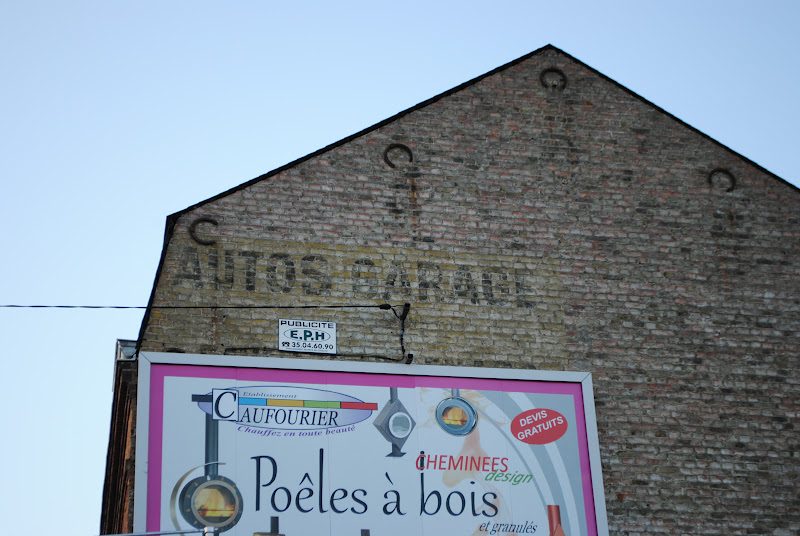 AUTOS GARAGE
PUBLICITE
E.P.H
☎ 35.04.60.90
Etablissement
CAUFOURIER
Chauffez en toute beauté
DEVIS
GRATUITS
CHEMINEES
design
Poêles à bois
et granulés